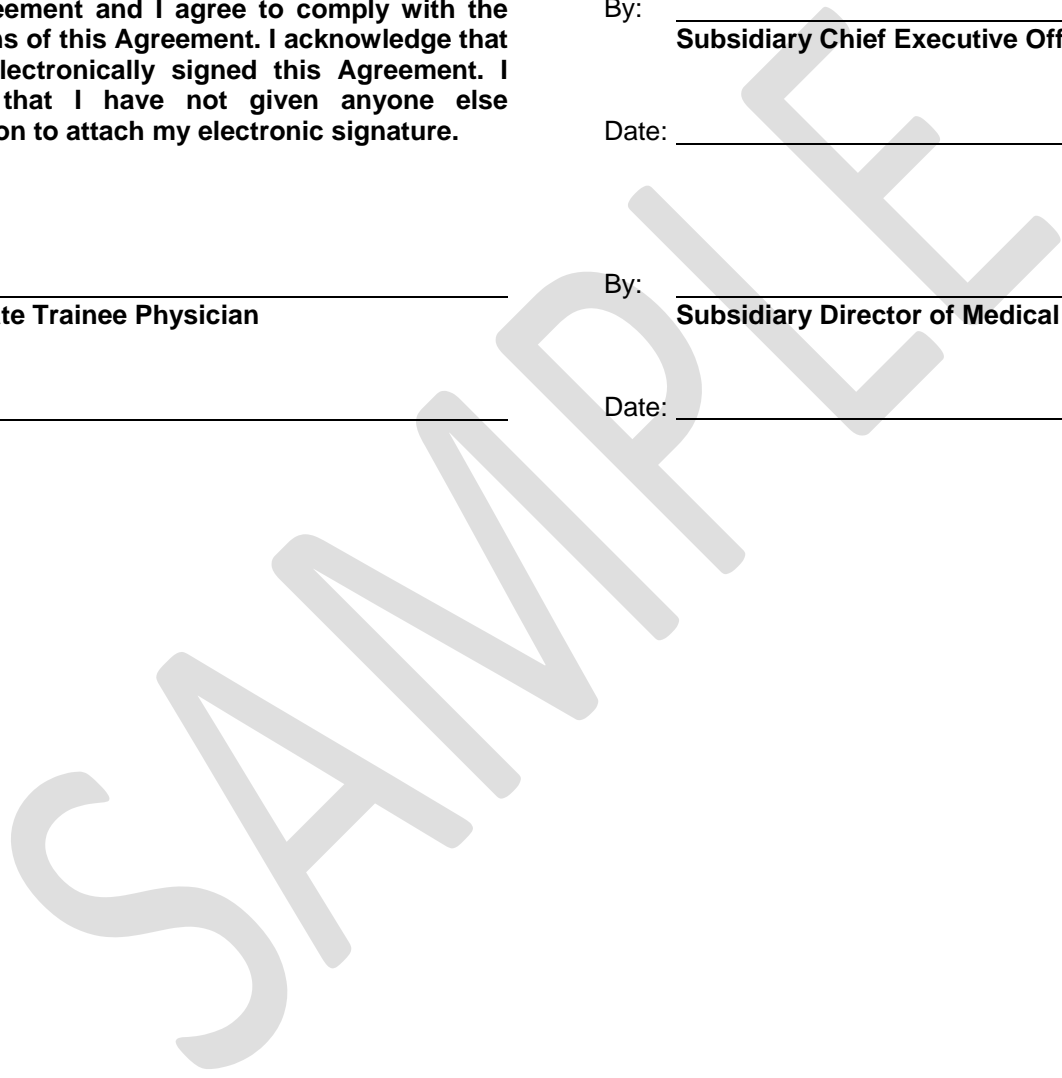 eement and I agree to comply with the
ns of this Agreement. I acknowledge that
lectronically signed this Agreement. I
that I have not given anyone else
on to attach my electronic signature.
te Trainee Physician
By:
Subsidiary Chief Executive Off
Date:
By:
Subsidiary Director of Medical
Date:
SAMPLE